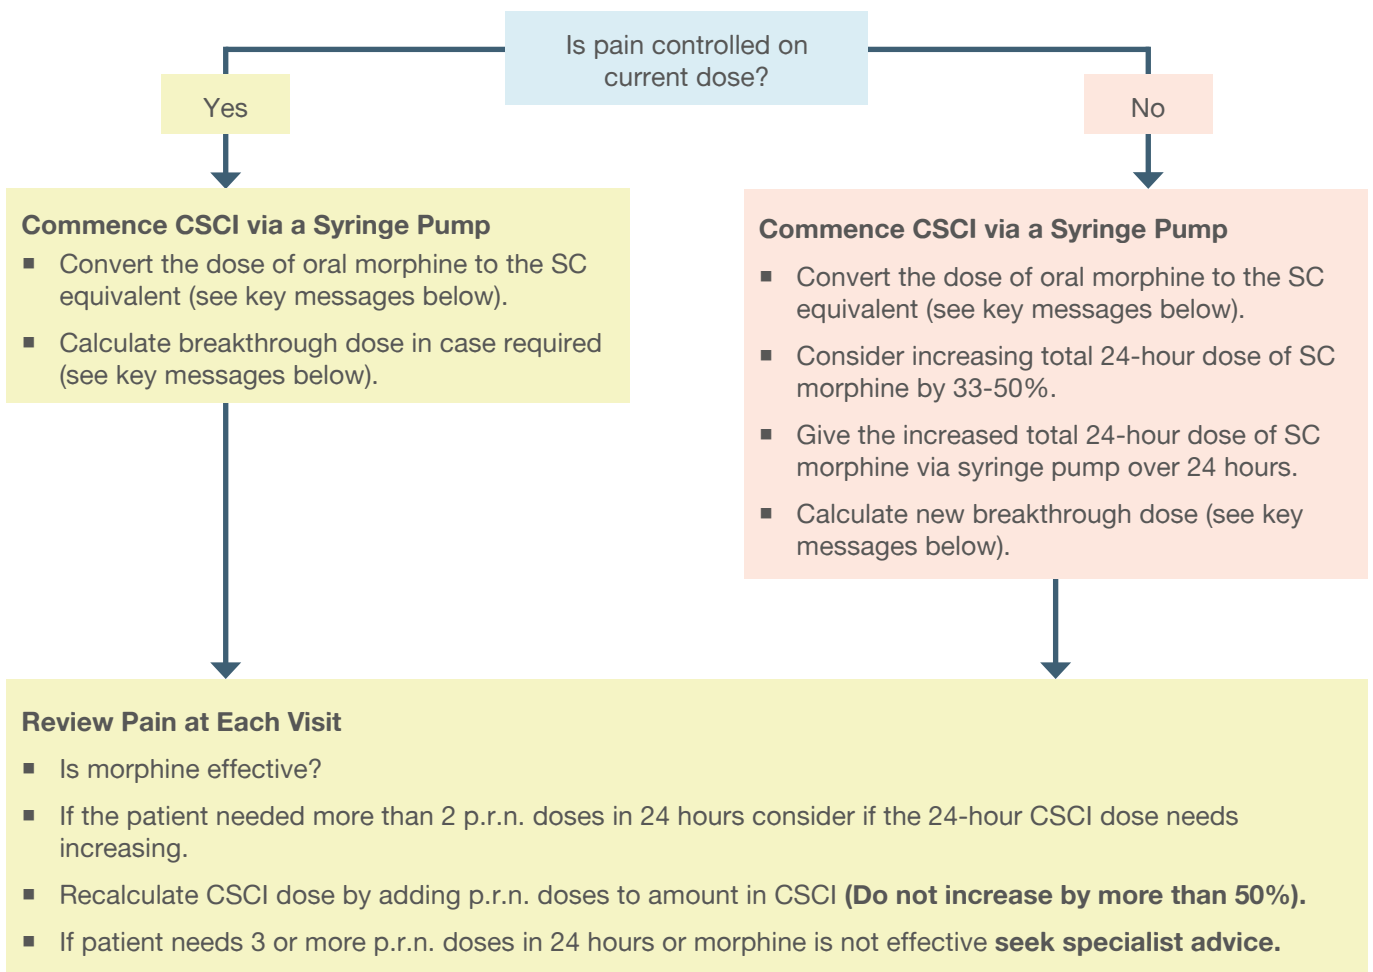 Is pain controlled on
current dose?
Yes
No
Commence CSCI via a Syringe Pump
■ Convert the dose of oral morphine to the SC
equivalent (see key messages below).
■ Calculate breakthrough dose in case required
(see key messages below).
Commence CSCI via a Syringe Pump
■ Convert the dose of oral morphine to the SC
equivalent (see key messages below).
■ Consider increasing total 24-hour dose of SC
morphine by 33-50%.
■ Give the increased total 24-hour dose of SC
morphine via syringe pump over 24 hours.
■ Calculate new breakthrough dose (see key
messages below).
Review Pain at Each Visit
■ Is morphine effective?
■ If the patient needed more than 2 p.r.n. doses in 24 hours consider if the 24-hour CSCI dose needs
increasing.
■ Recalculate CSCI dose by adding p.r.n. doses to amount in CSCI (Do not increase by more than 50%).
■ If patient needs 3 or more p.r.n. doses in 24 hours or morphine is not effective seek specialist advice.